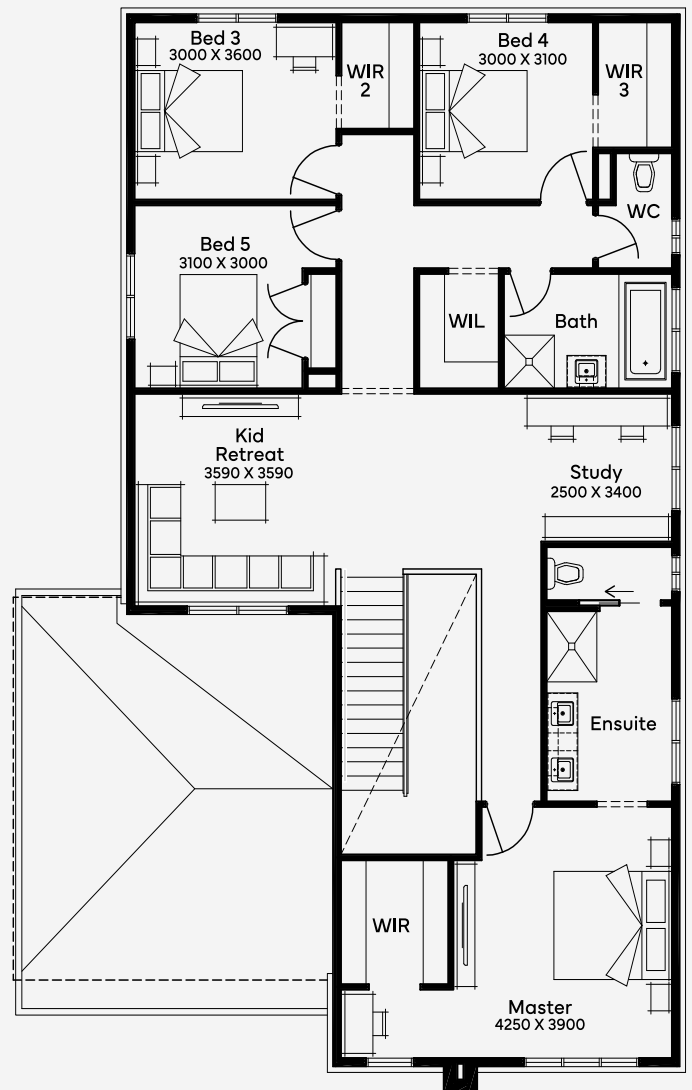 Bed 3
3000 X 3600
WIR
2
Bed 4
3000 X 3100
WIR
3
WC
Bed 5
3100 X 3000
WIL
Bath
Kid
Retreat
3590 X 3590
Study
2500 X 3400
Ensuite
WIR
Master
4250 X 3900